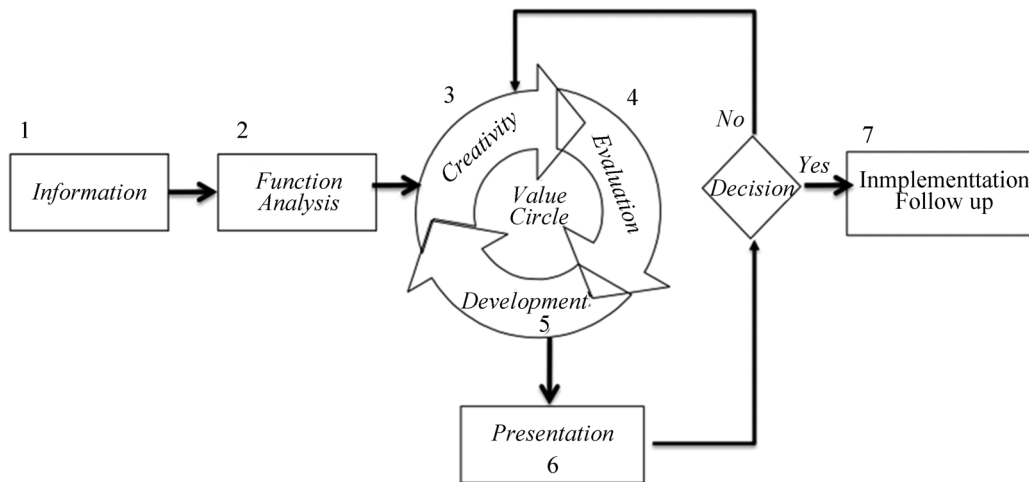 1
Information
2
Function
Analysis
3
Creativity
4
Evaluation
Value
Circle
Development
5
Presentation
6
No
Decision
Yes
7
Inmplementtation
Follow up